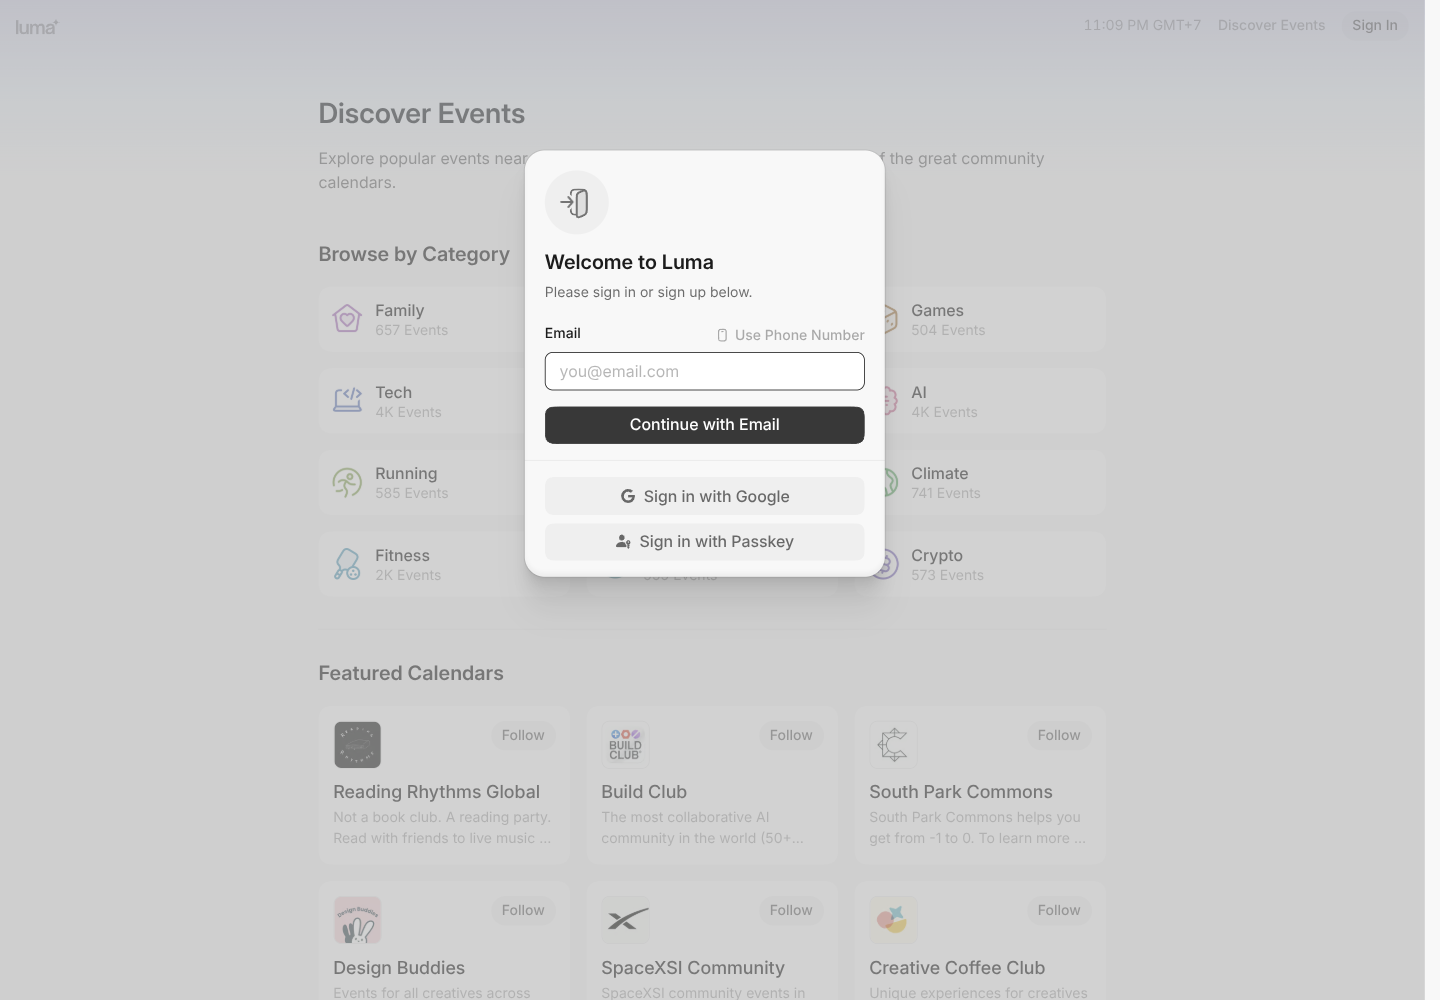 luma
11:09 PM GMT+7
Discover Events
Sign In
Discover Events
Explore popular events near
f the great community
calendars.
Browse by Category
Family
657 Events
Games
504 Events
Tech
4K Events
AI
4K Events
Running
585 Events
Climate
741 Events
Fitness
2K Events
Events
Crypto
573 Events
Welcome to Luma
Please sign in or sign up below.
Email
Use Phone Number
you@email.com
Continue with Email
Sign in with Google
Sign in with Passkey
Featured Calendars
Follow
Reading Rhythms Global
Not a book club. A reading party.
Read with friends to live music ...
BUILD
CLUB
Follow
Build Club
The most collaborative AI
community in the world (50+...
Follow
South Park Commons
South Park Commons helps you
get from -1 to 0. To learn more ...
Design Buddies
Follow
Design Buddies
Events for all creatives across
Follow
SpaceXSI Community
SpaceXSI community events in
Follow
Creative Coffee Club
Unique experiences for creatives